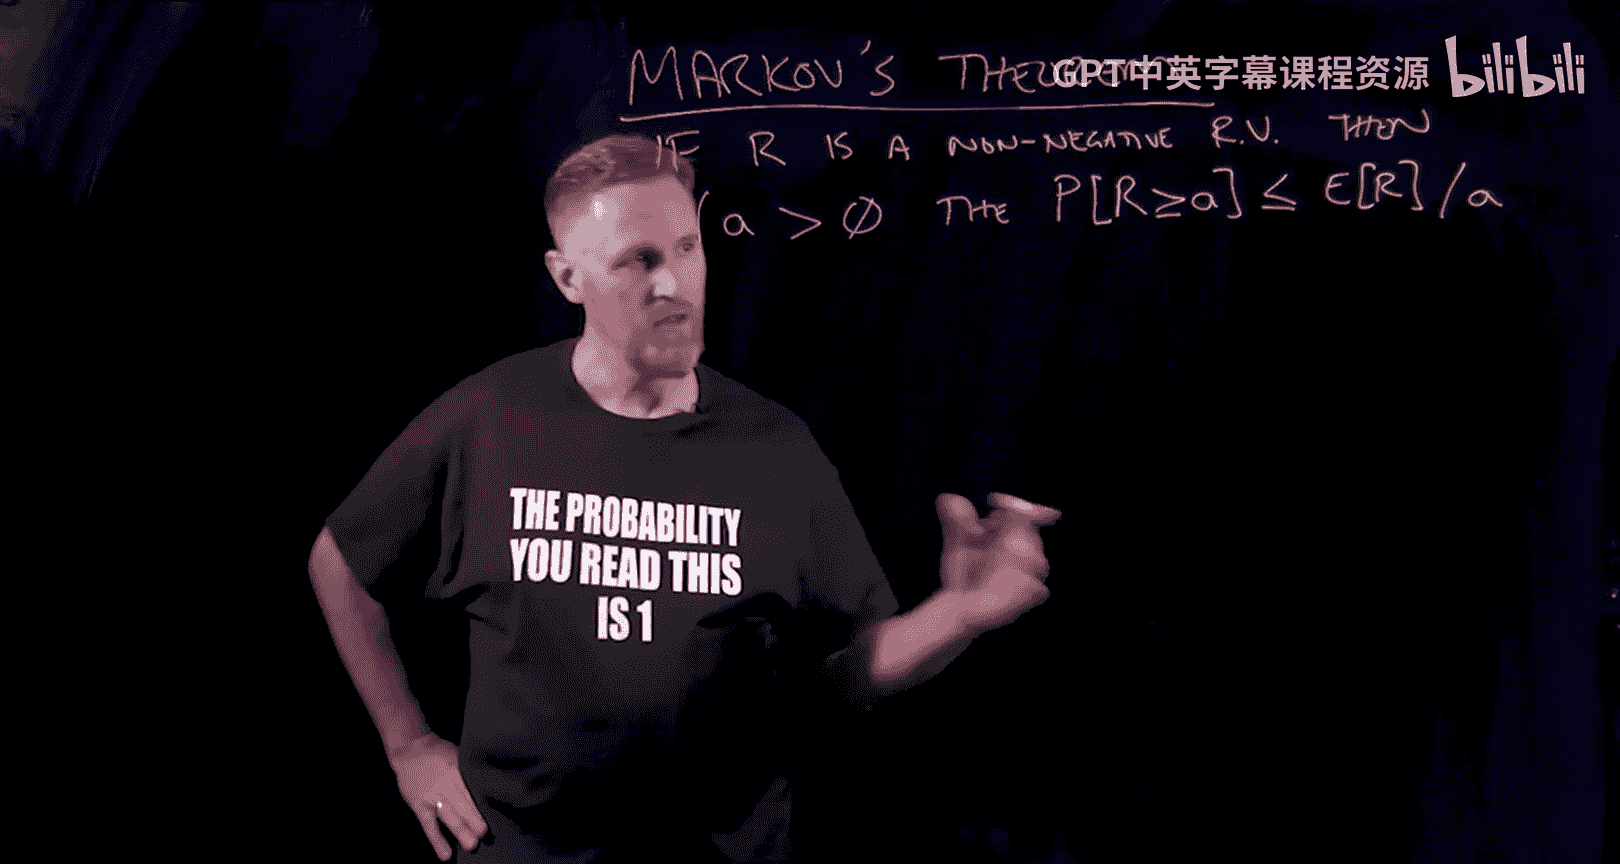 MARKOV'S
GPT中英字幕课程资源 bilibili
IF R IS A NON-NEGATIVE R.V. THEN
a > ∅ THE P[R≥a] ≤ E[R]/a
THE PROBABILITY
YOU READ THIS
IS 1